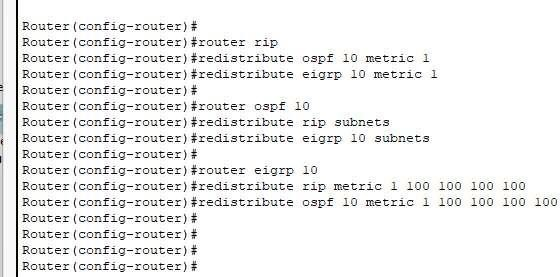 Router(config-router)#
Router(config-router)#router rip
Router(config-router)#redistribute ospf 10 metric 1
Router(config-router)#redistribute eigrp 10 metric 1
Router(config-router)#
Router(config-router)#router ospf 10
Router(config-router)#redistribute rip subnets
Router(config-router)#redistribute eigrp 10 subnets
Router(config-router)#
Router(config-router)#router eigrp 10
Router(config-router)#redistribute rip metric 1 100 100 100 100
Router(config-router)#redistribute ospf 10 metric 1 100 100 100 100
Router(config-router)#
Router(config-router)#
Router(config-router)#
Router(config-router)#